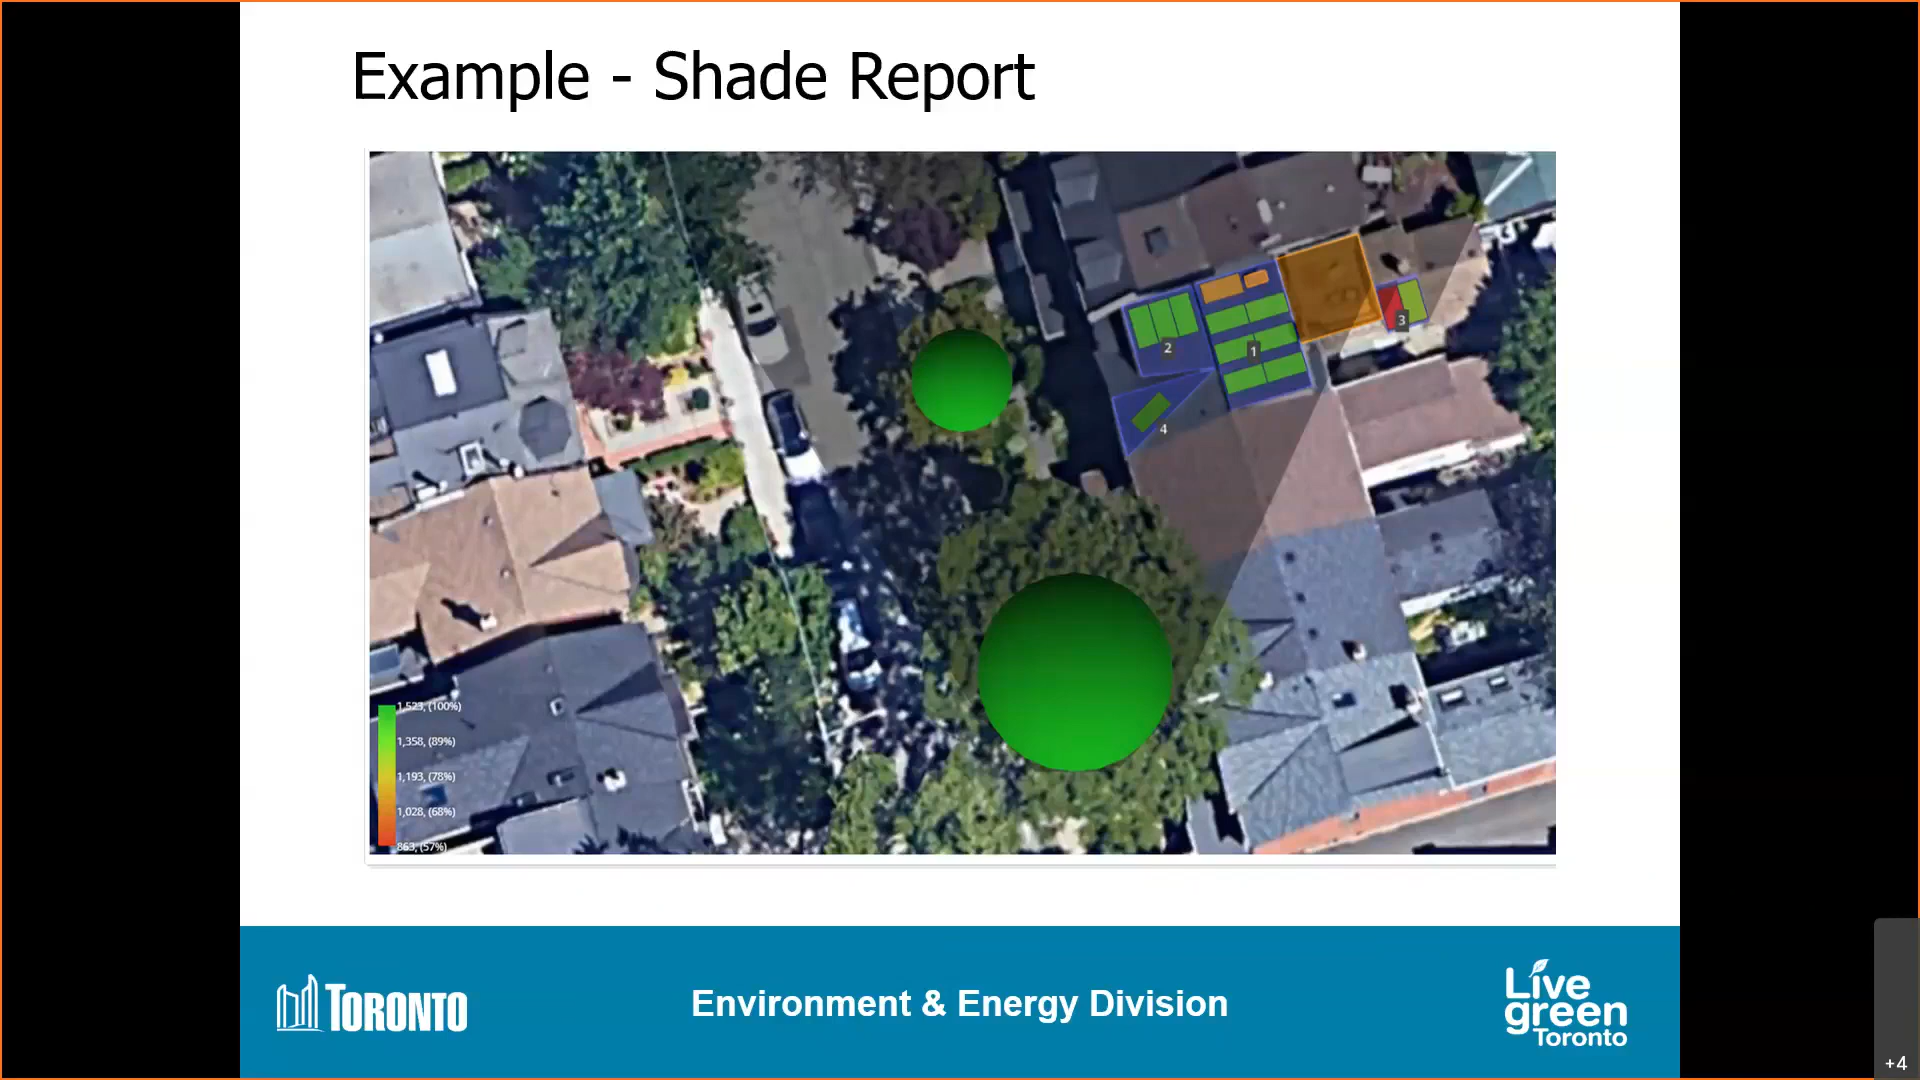 Example - Shade Report
2
1
3
4
1,523, (100%)
1,358, (89%)
1,193, (78%)
1,028, (68%)
863, (57%)
TORONTO
Environment & Energy Division
Live
green
Toronto
+4